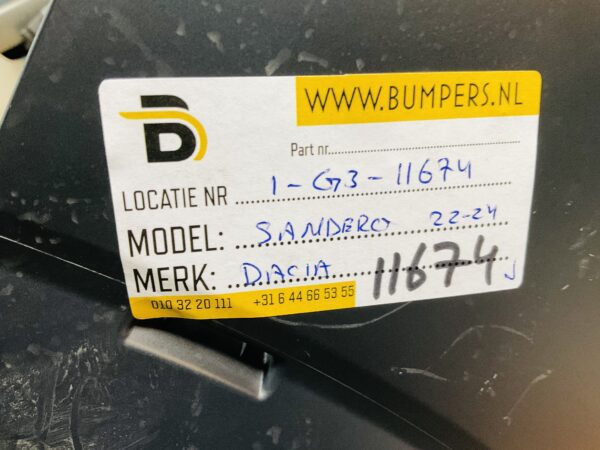 WWW.BUMPERS.NL
Part nr
LOCATIE NR 1-G3-11674
MODEL: SANDERO 22-24
MERK: DACIA 11674
010 32 20 111 +31 6 44 66 53 55